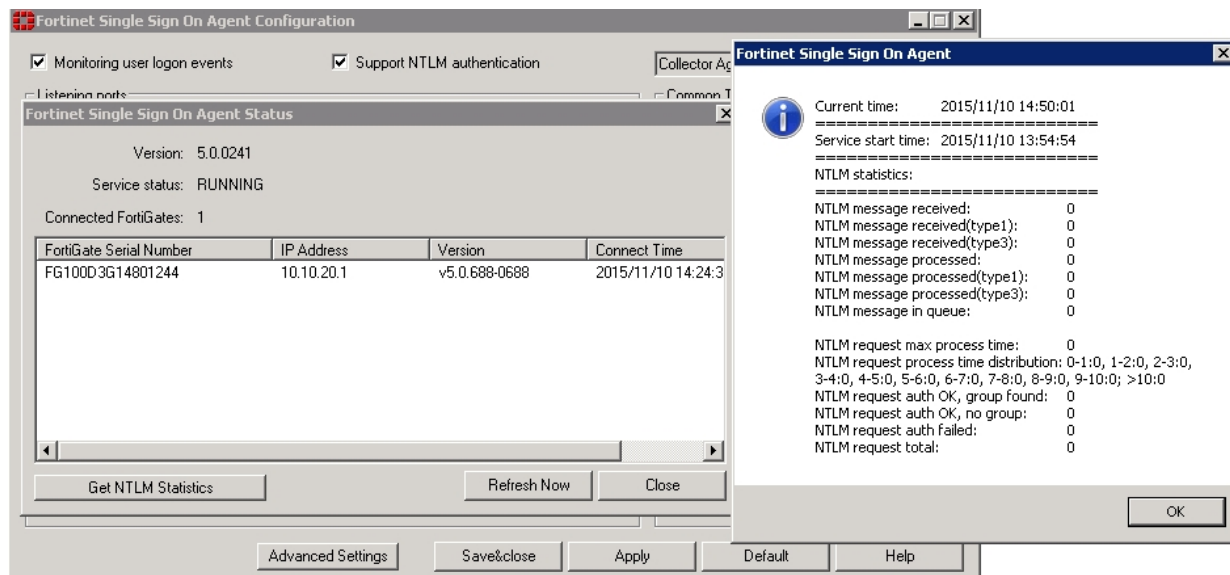 Fortinet Single Sign On Agent Configuration
Monitoring user logon events
Support NTLM authentication
Collector
Listening ports
Common
Fortinet Single Sign On Agent Status
Version: 5.0.0241
Service status: RUNNING
Connected FortiGates: 1
FortiGate Serial Number IP Address Version Connect Time
FG100D3G14801244 10.10.20.1 v5.0.688-0688 2015/11/10 14:24:3
Get NTLM Statistics
Refresh Now
Close
Advanced Settings
Save&close
Apply
Default
Help
Fortinet Single Sign On Agent
Current time: 2015/11/10 14:50:01
==============================
Service start time: 2015/11/10 13:54:54
==============================
NTLM statistics:
==============================
NTLM message received: 0
NTLM message received(type1): 0
NTLM message received(type3): 0
NTLM message processed: 0
NTLM message processed(type1): 0
NTLM message processed(type3): 0
NTLM message in queue: 0
NTLM request max process time: 0
NTLM request process time distribution: 0-1:0, 1-2:0, 2-3:0,
3-4:0, 4-5:0, 5-6:0, 6-7:0, 7-8:0, 8-9:0, 9-10:0; >10:0
NTLM request auth OK, group found: 0
NTLM request auth OK, no group: 0
NTLM request auth failed: 0
NTLM request total: 0
OK